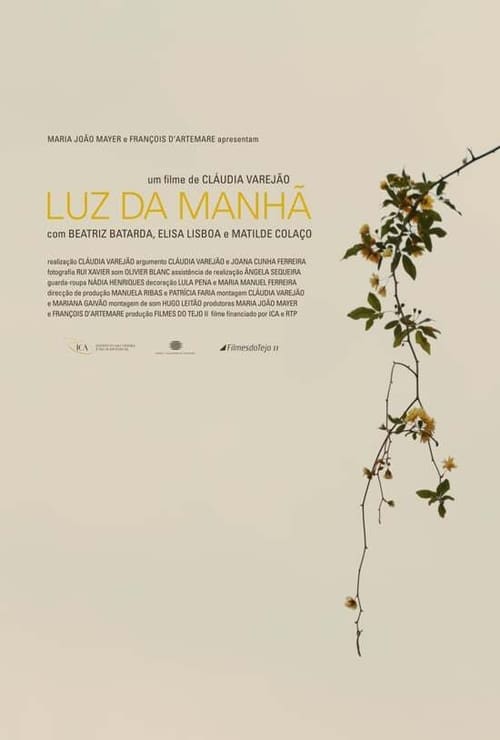 MARIA JOÃO MAYER e FRANÇOIS D'ARTEMARE apresentam
um filme de CLÁUDIA VAREJÃO
LUZ DA MANHÃ
com BEATRIZ BATARDA, ELISA LISBOA e MATILDE COLAÇO
realização CLÁUDIA VAREJÃO argumento CLÁUDIA VAREJÃO e JOANA CUNHA FERREIRA
fotografia RUI XAVIER som OLIVIER BLANC assistência de realização ÂNGELA SEQUEIRA
guarda-roupa NÁDIA HENRIQUES decoração LULA PENA e MARIA MANUEL FERREIRA
direcção de produção MANUELA RIBAS e PATRÍCIA FARIA montagem CLÁUDIA VAREJÃO
e MARIANA GAIVÃO montagem de som HUGO LEITÃO produtores MARIA JOÃO MAYER
e FRANÇOIS D'ARTEMARE produção FILMES DO TEJO II filme financiado por ICA e RTP
ICA
FilmesdoTejo II